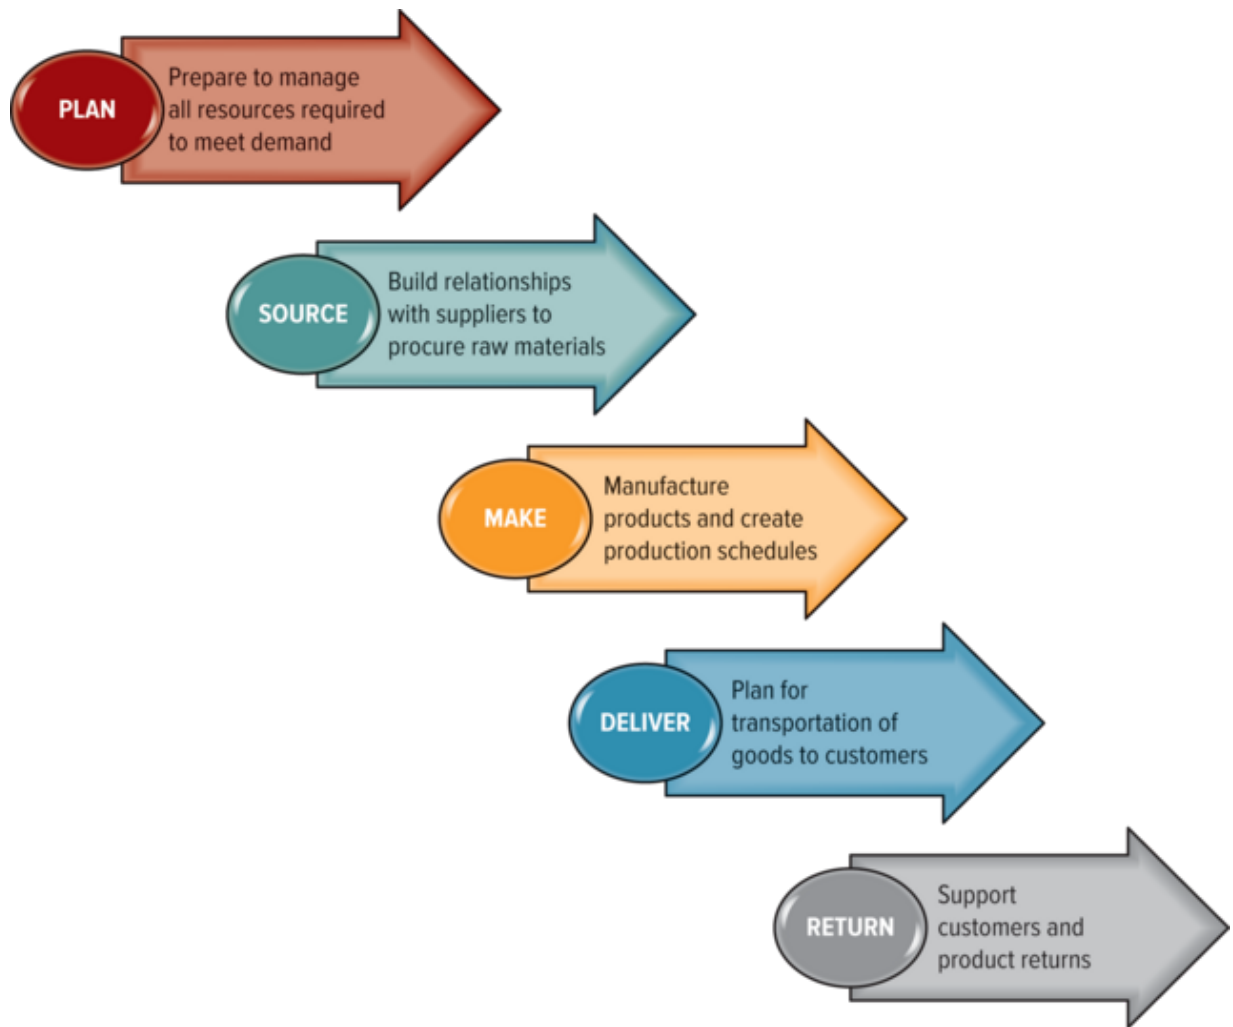 PLAN
Prepare to manage
all resources required
to meet demand
SOURCE
Build relationships
with suppliers to
procure raw materials
MAKE
Manufacture
products and create
production schedules
DELIVER
Plan for
transportation of
goods to customers
RETURN
Support
customers and
product returns